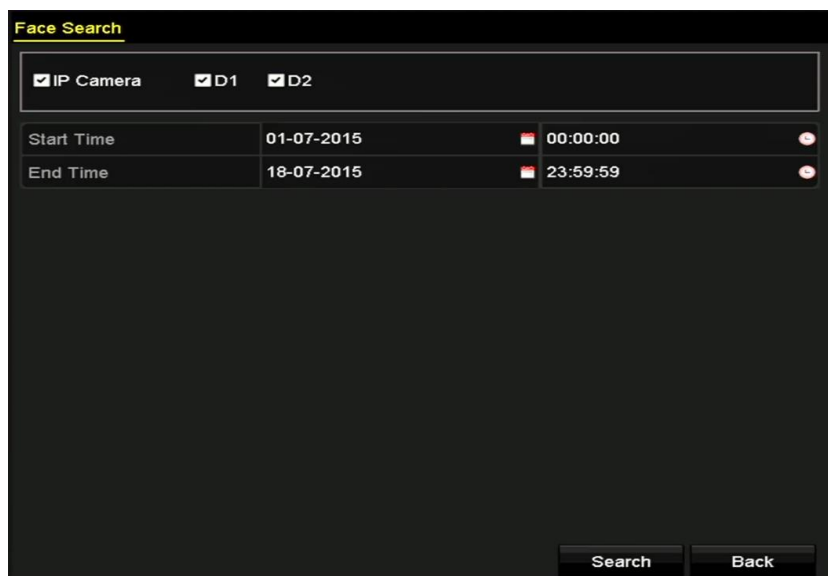 Face Search
IP Camera D1 D2
Start Time 01-07-2015 00:00:00
End Time 18-07-2015 23:59:59
Search Back